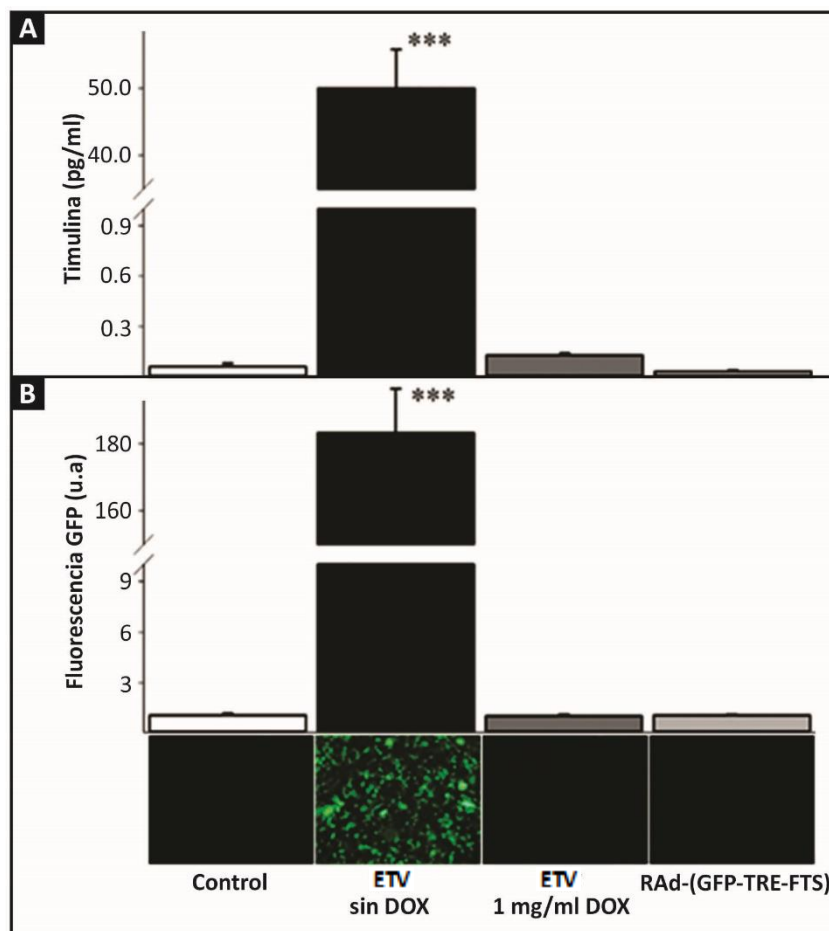 A
***
50.0
40.0
0.9
0.6
0.3
Timulina (pg/ml)
B
***
180
160
9
6
3
Fluorescencia GFP (u.a)
Control
ETV
sin DOX
ETV
1 mg/ml DOX
RAd-(GFP-TRE-FTS)